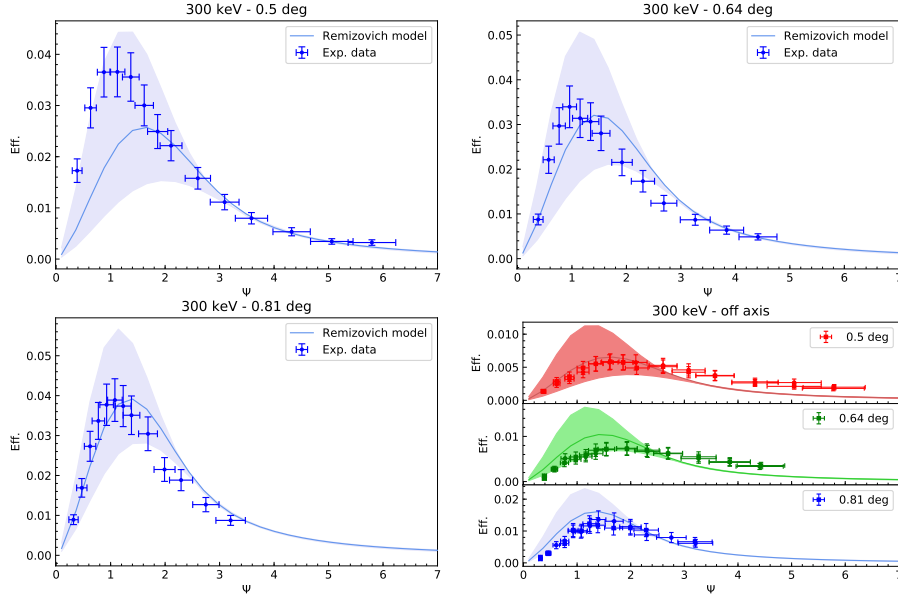 300 keV - 0.5 deg
Remizovich model
Exp. data
Eff.
0.04
0.03
0.02
0.01
0.00
0 1 2 3 4 5 6 7
Ψ
300 keV - 0.64 deg
Remizovich model
Exp. data
Eff.
0.05
0.04
0.03
0.02
0.01
0.00
0 1 2 3 4 5 6 7
Ψ
300 keV - 0.81 deg
Remizovich model
Exp. data
Eff.
0.05
0.04
0.03
0.02
0.01
0.00
0 1 2 3 4 5 6 7
Ψ
300 keV - off axis
0.5 deg
Eff.
0.010
0.005
0.000
0.64 deg
Eff.
0.01
0.00
0.81 deg
Eff.
0.02
0.01
0.00
0 1 2 3 4 5 6 7
Ψ